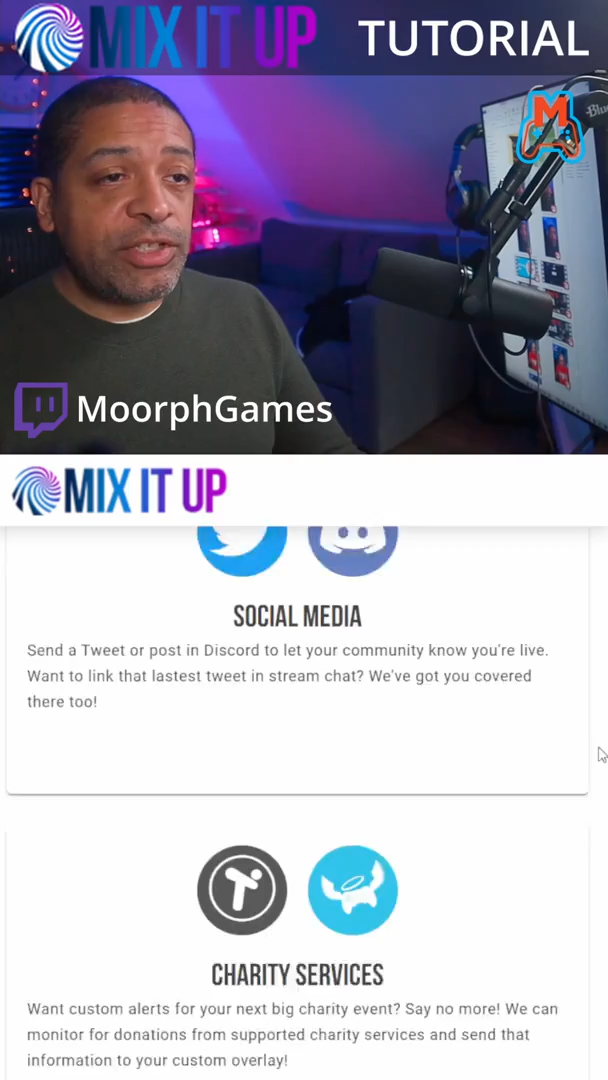 MIX IT UP TUTORIAL
M
Blue
MoorphGames
MIX IT UP
SOCIAL MEDIA
Send a Tweet or post in Discord to let your community know you're live.
Want to link that lastest tweet in stream chat? We've got you covered
there too!
CHARITY SERVICES
Want custom alerts for your next big charity event? Say no more! We can
monitor for donations from supported charity services and send that
information to your custom overlay!